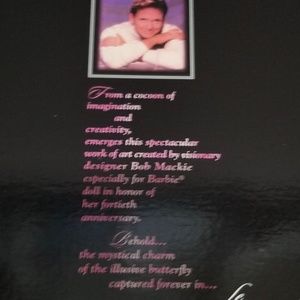 From a cocoon of
imagination
and
creativity,
emerges this spectacular
work of art created by visionary
designer Bob Mackie
especially for Barbie®
doll in honor of
her fortieth
anniversary.
Behold...
the mystical charm
of the illusive butterfly
captured forever in...